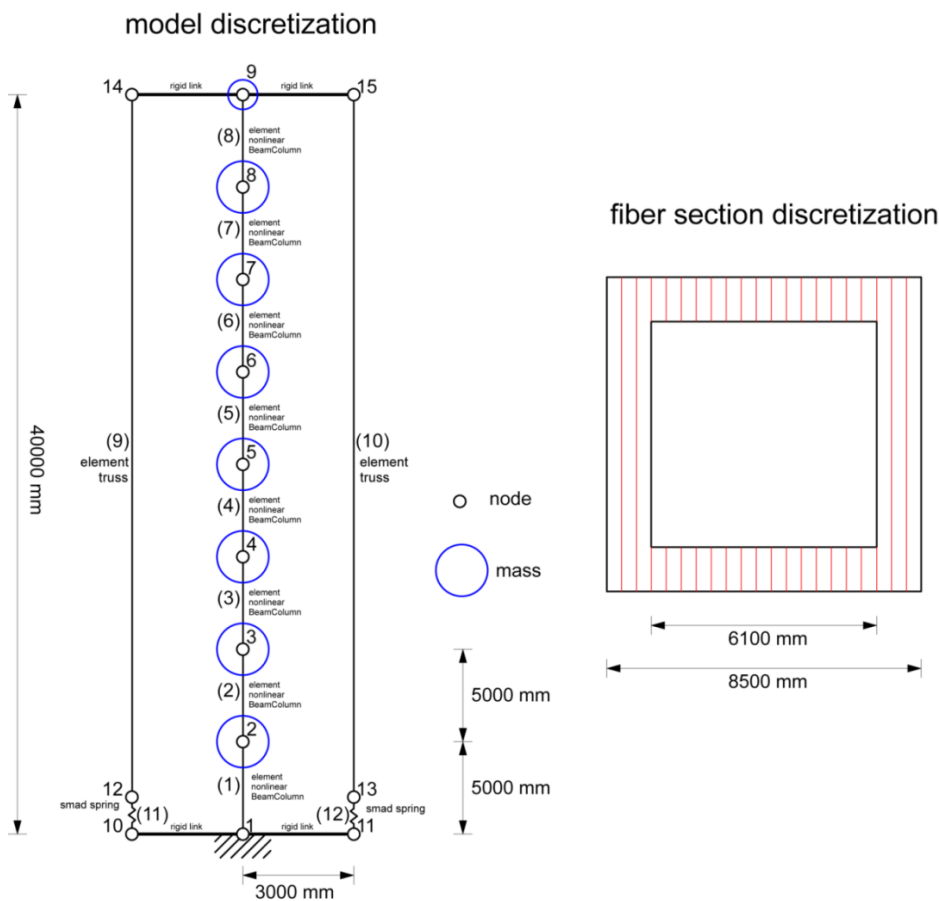 model discretization
14
rigid link
9
rigid link
15
(8)
element
nonlinear
BeamColumn
8
(7)
element
nonlinear
BeamColumn
7
(6)
element
nonlinear
BeamColumn
6
(5)
element
nonlinear
BeamColumn
5
(4)
element
nonlinear
BeamColumn
4
(3)
element
nonlinear
BeamColumn
3
(2)
element
nonlinear
BeamColumn
2
(1)
element
nonlinear
BeamColumn
1
40000 mm
(9)
element
truss
(10)
element
truss
12
smad spring
(11)
10
rigid link
13
smad spring
(12)
11
rigid link
3000 mm
node
mass
5000 mm
5000 mm
fiber section discretization
6100 mm
8500 mm